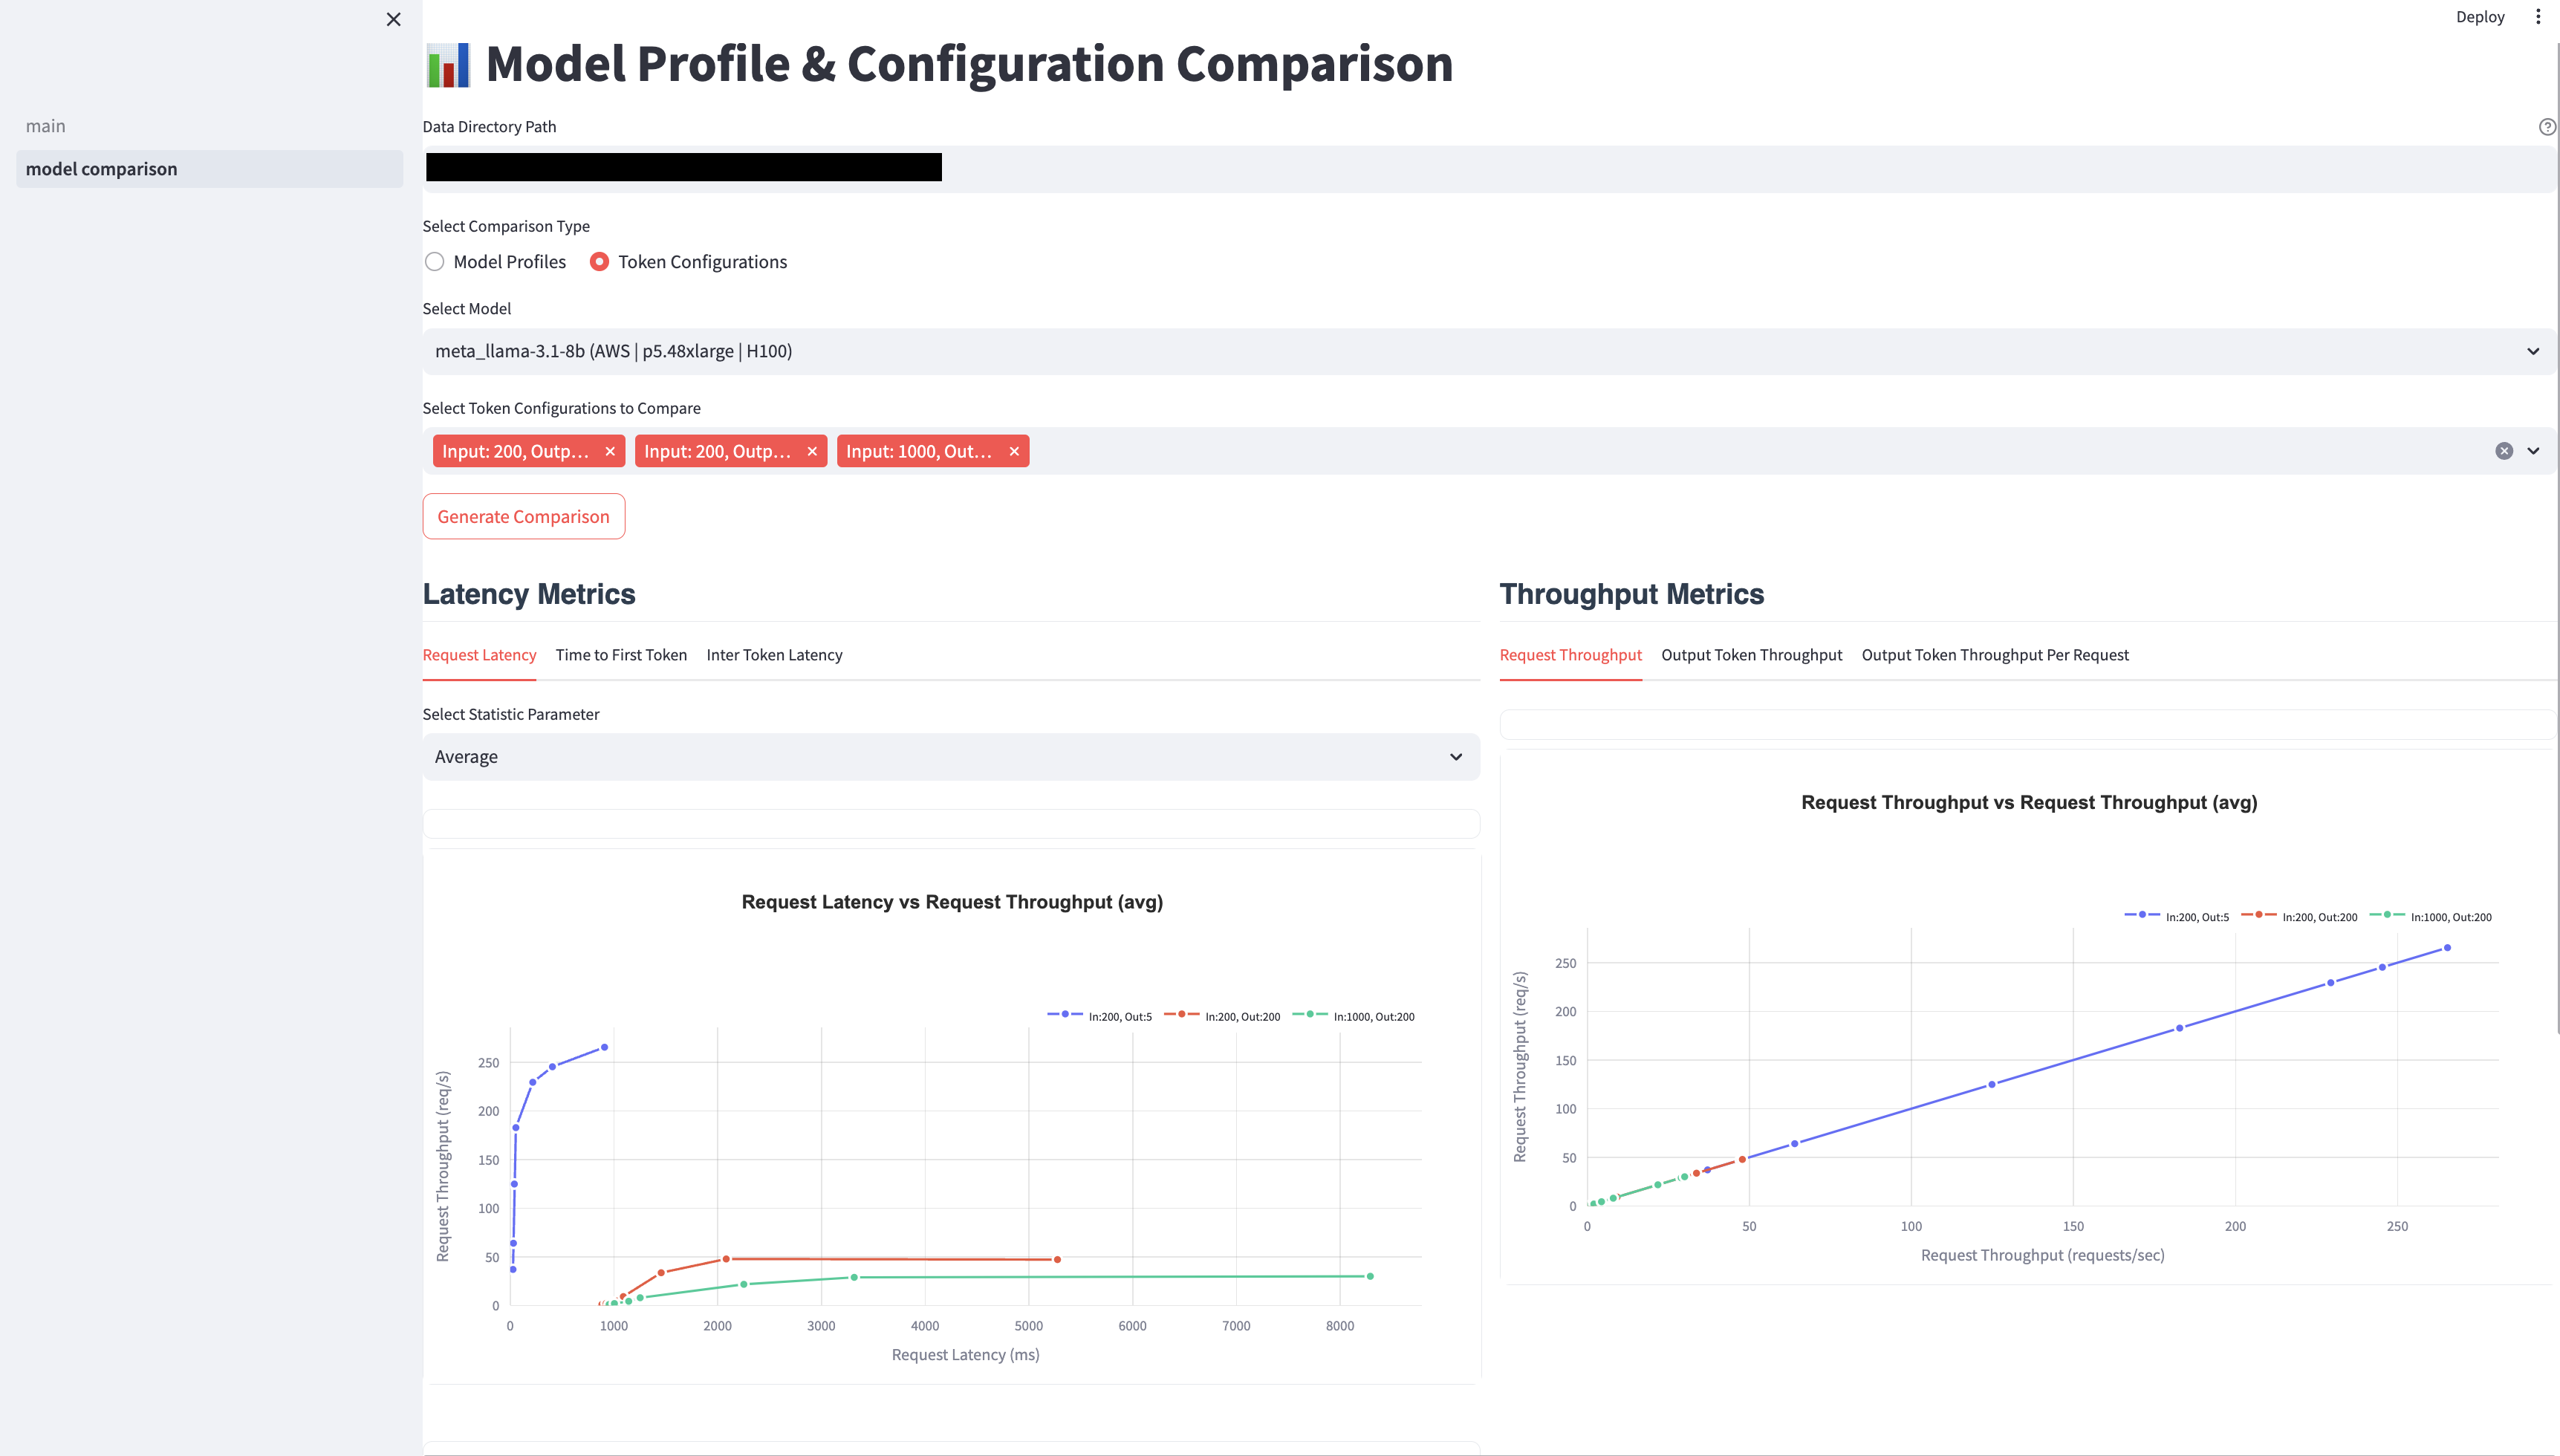 Deploy
📊 Model Profile & Configuration Comparison
main
model comparison
Data Directory Path
Select Comparison Type
Model Profiles
Token Configurations
Select Model
meta_llama-3.1-8b (AWS | p5.48xlarge | H100)
Select Token Configurations to Compare
Input: 200, Outp...
Input: 200, Outp...
Input: 1000, Out...
Generate Comparison
Latency Metrics
Request Latency
Time to First Token
Inter Token Latency
Select Statistic Parameter
Average
Request Latency vs Request Throughput (avg)
In:200, Out:5
In:200, Out:200
In:1000, Out:200
Request Throughput (req/s)
250
200
150
100
50
0
0
1000
2000
3000
4000
5000
6000
7000
8000
Request Latency (ms)
Throughput Metrics
Request Throughput
Output Token Throughput
Output Token Throughput Per Request
Request Throughput vs Request Throughput (avg)
In:200, Out:5
In:200, Out:200
In:1000, Out:200
Request Throughput (req/s)
250
200
150
100
50
0
0
50
100
150
200
250
Request Throughput (requests/sec)